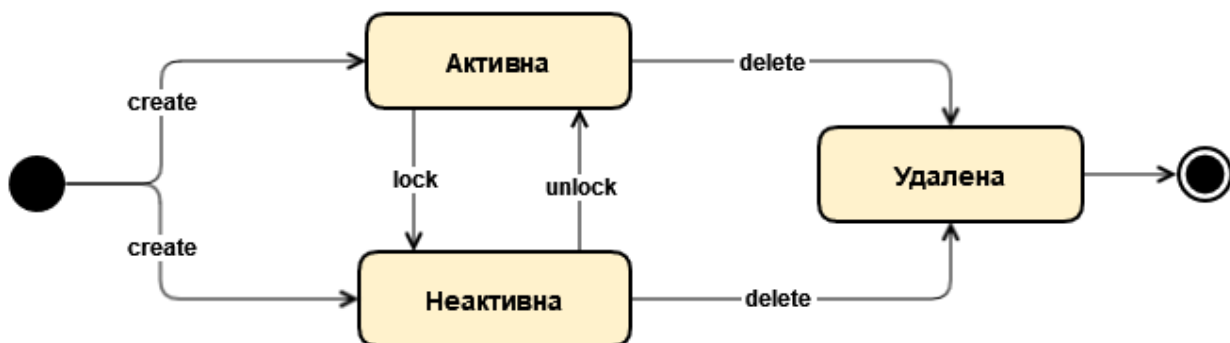 Активна
delete
create
lock
unlock
Удалена
create
Неактивна
delete